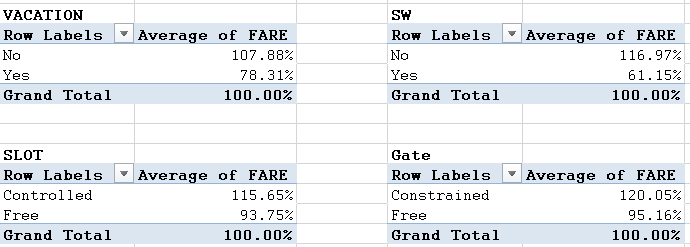 VACATION
Row Labels Average of FARE
No 107.88%
Yes 78.31%
Grand Total 100.00%
SW
Row Labels Average of FARE
No 116.97%
Yes 61.15%
Grand Total 100.00%
SLOT
Row Labels Average of FARE
Controlled 115.65%
Free 93.75%
Grand Total 100.00%
Gate
Row Labels Average of FARE
Constrained 120.05%
Free 95.16%
Grand Total 100.00%